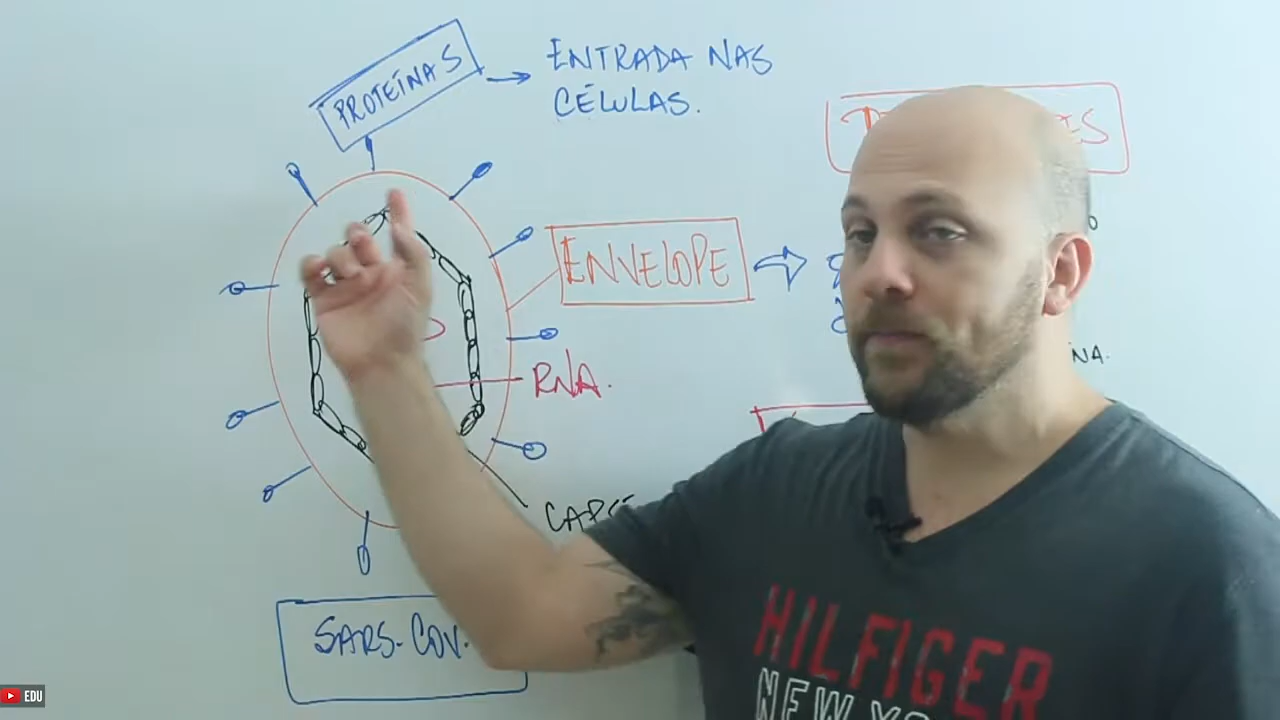 PROTEÍNAS
ENTRADA NAS
CÉLULAS.
ENVELOPE
RNA.
SARS-COV-
HILFIGER
EDU